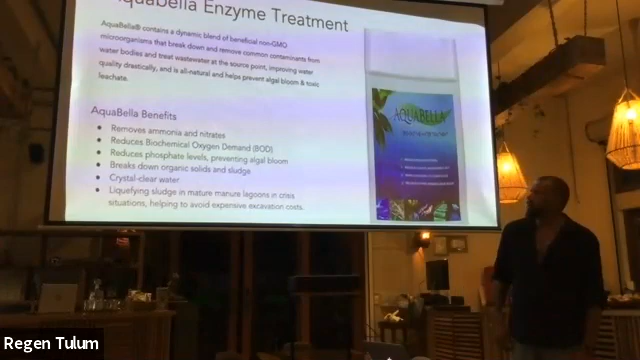 Aquabella Enzyme Treatment
AquaBella® contains a dynamic blend of beneficial non-GMO
microorganisms that break down and remove common contaminants from
water bodies and treat wastewater at the source point, improving water
quality drastically, and is all-natural and helps prevent algal bloom & toxic
leachate.
AquaBella Benefits
• Removes ammonia and nitrates
• Reduces Biochemical Oxygen Demand (BOD)
• Reduces phosphate levels, preventing algal bloom
• Breaks down organic solids and sludge
• Crystal-clear water
• Liquefying sludge in mature manure lagoons in crisis
situations, helping to avoid expensive excavation costs.
AQUABELLA
Regen Tulum